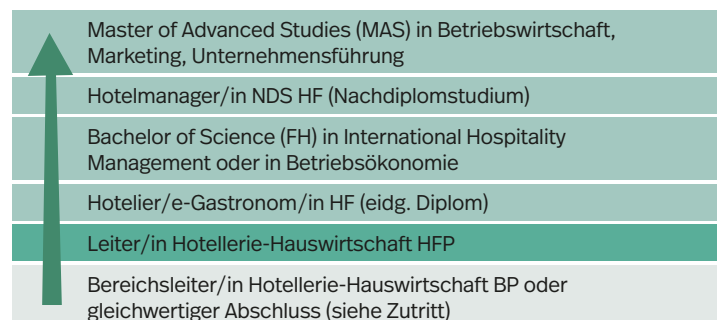 Master of Advanced Studies (MAS) in Betriebswirtschaft,
Marketing, Unternehmensführung
Hotelmanager/in NDS HF (Nachdiplomstudium)
Bachelor of Science (FH) in International Hospitality
Management oder in Betriebsökonomie
Hotelier/e-Gastronom/in HF (eidg. Diplom)
Leiter/in Hotellerie-Hauswirtschaft HFP
Bereichsleiter/in Hotellerie-Hauswirtschaft BP oder
gleichwertiger Abschluss (siehe Zutritt)